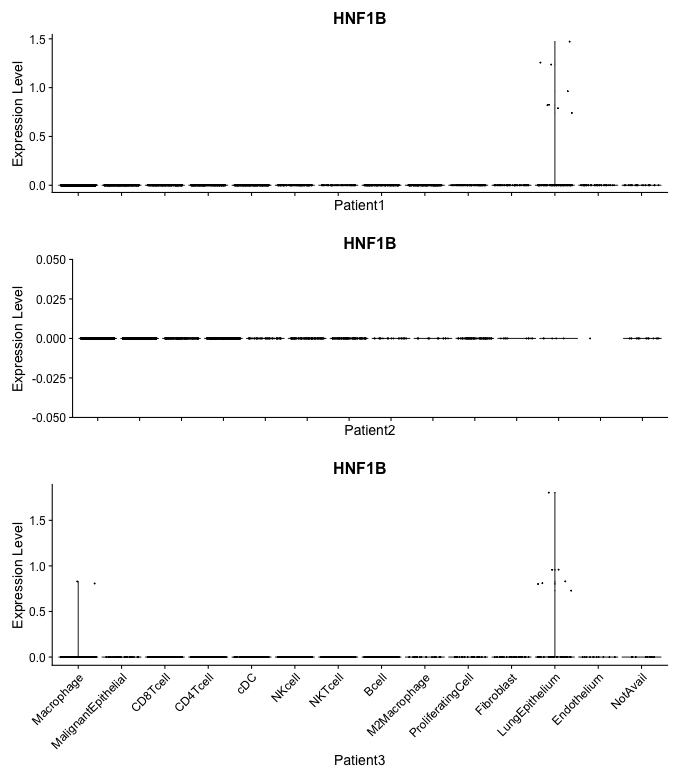 HNF1B
Expression Level
1.5
1.0
0.5
0.0
Patient1
HNF1B
Expression Level
0.050
0.025
0.000
-0.025
-0.050
Patient2
HNF1B
Expression Level
1.5
1.0
0.5
0.0
Macrophage
MalignantEpithelial
CD8Tcell
CD4Tcell
cDC
NKcell
NKTcell
Bcell
M2Macrophage
ProliferatingCell
Fibroblast
LungEpithelium
Endothelium
NotAvail
Patient3